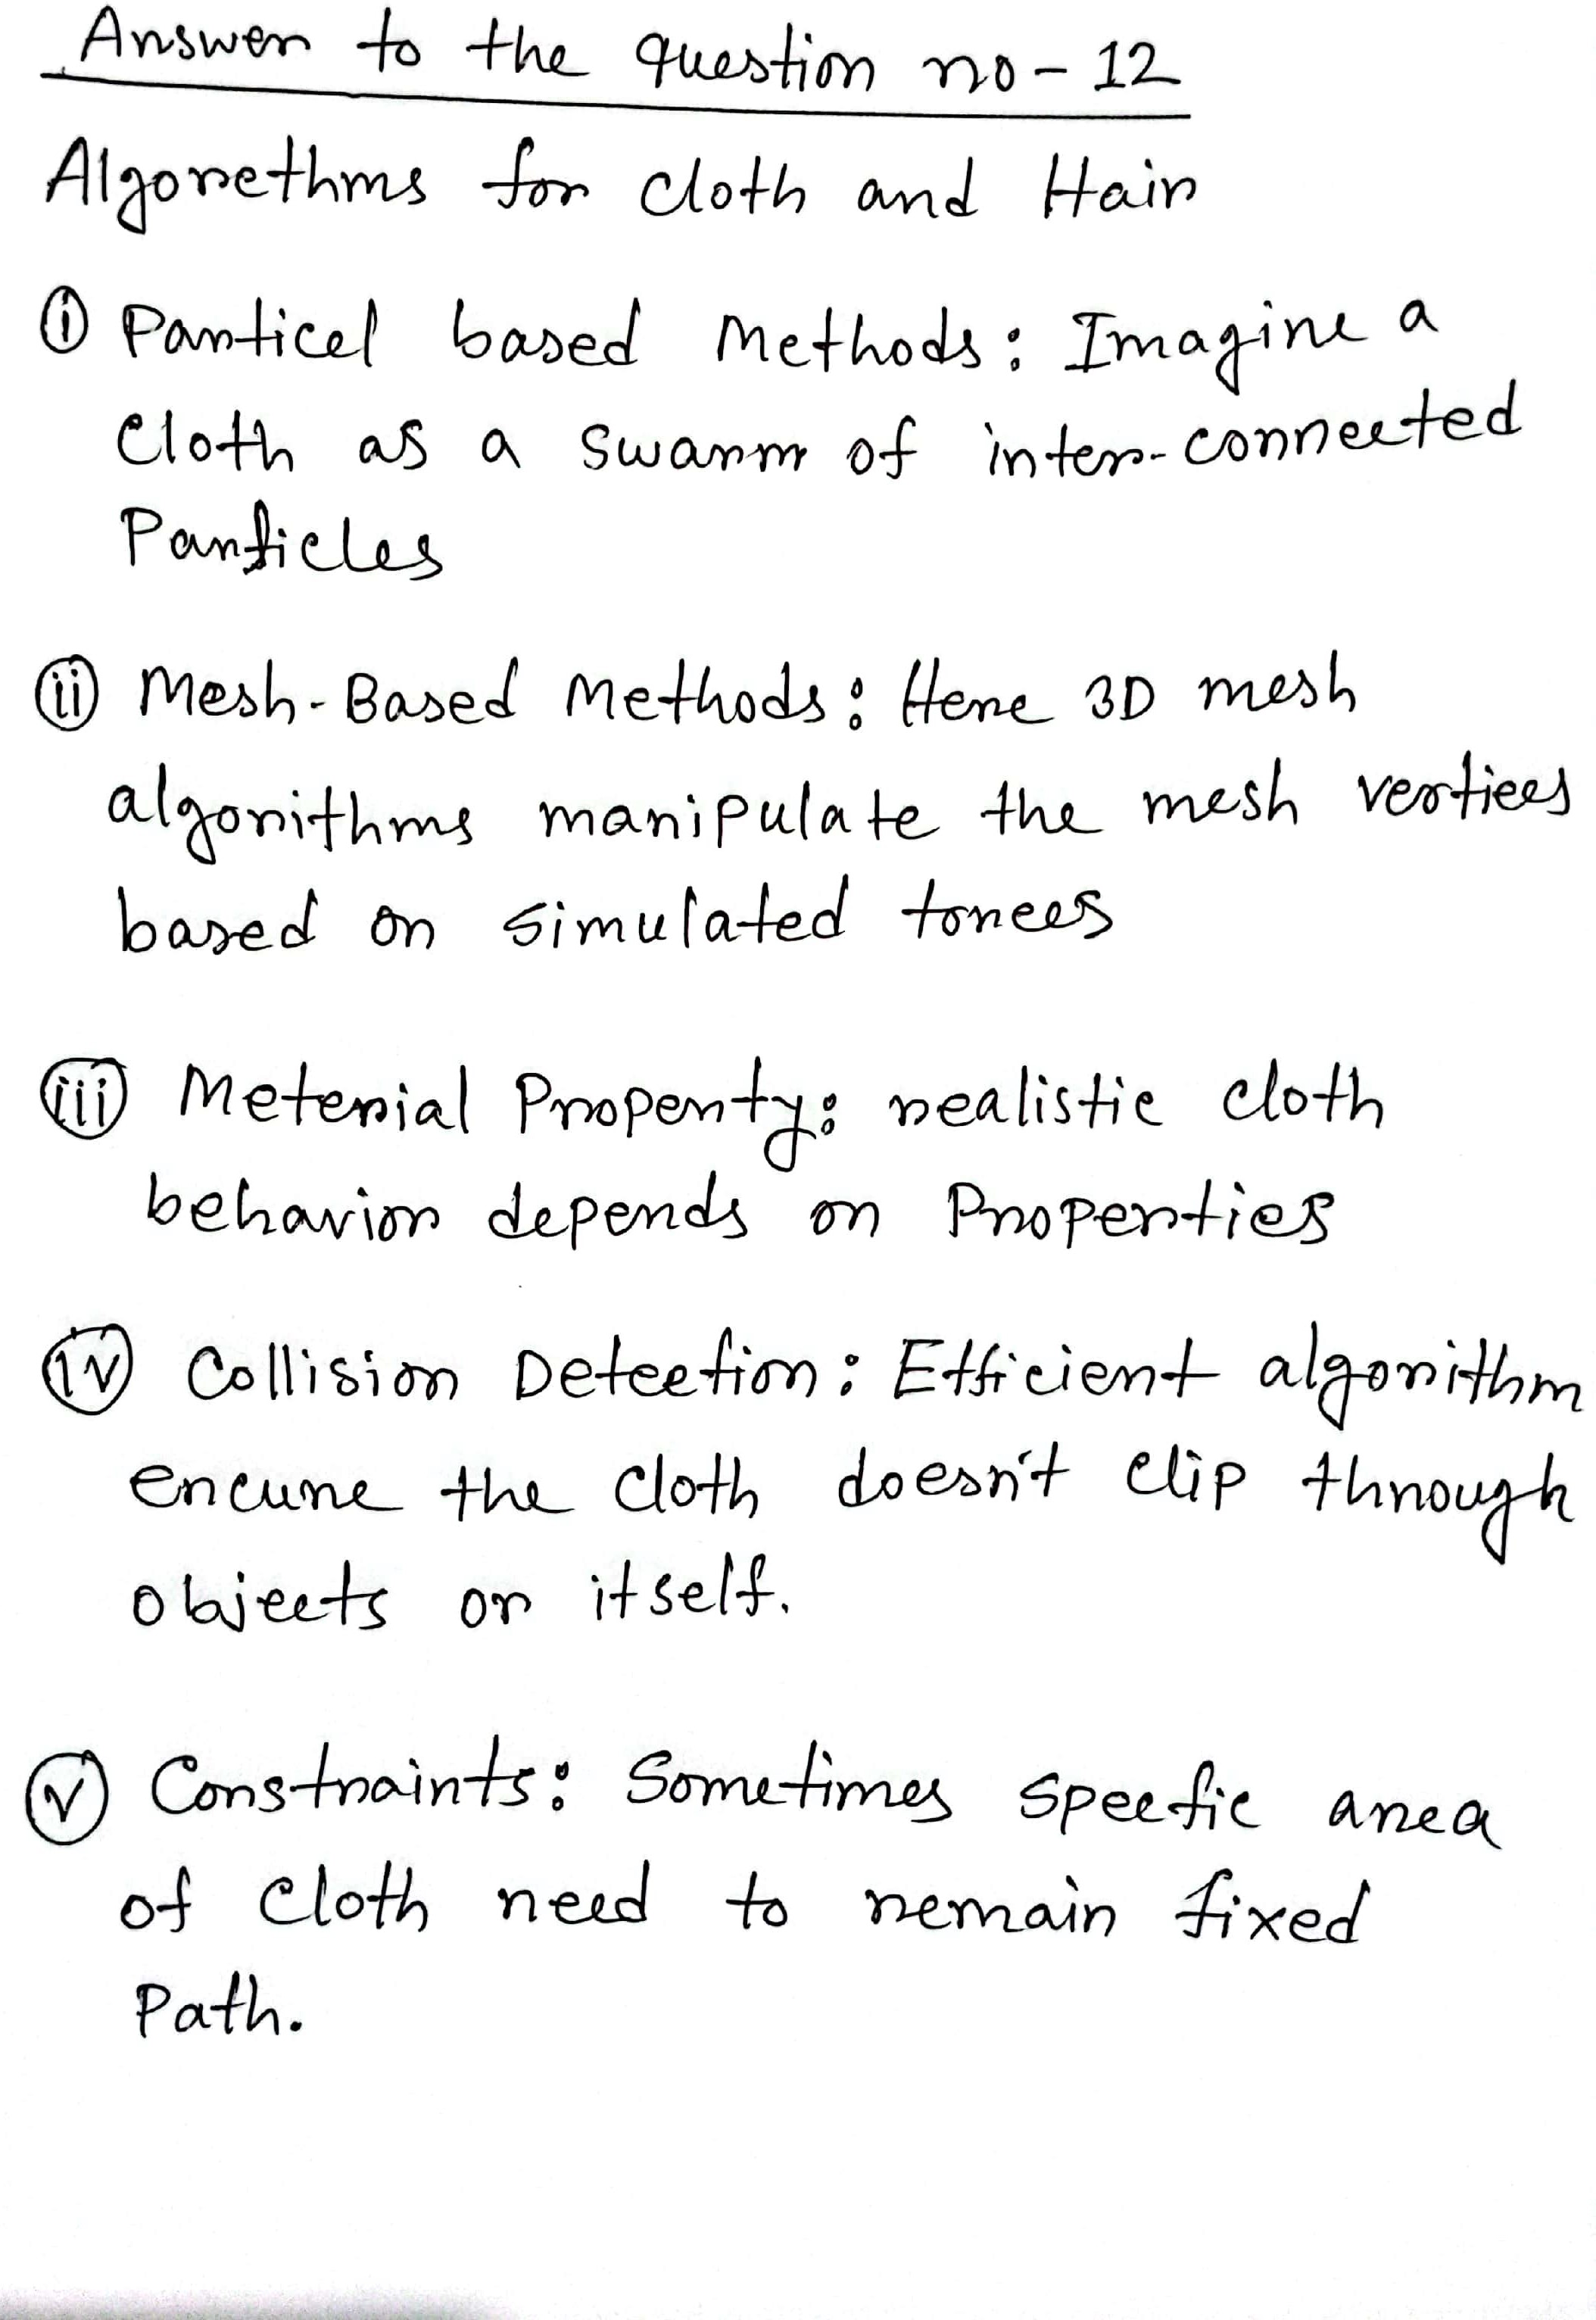 Answer to the question no - 12
Algorethms for cloth and Hair
(i) Particel based Methods: Imagine a
cloth as a swarm of inter-connected
Particles
(ii) Mesh-Based Methods: Here 3D mesh
algorithms manipulate the mesh vertices
based on simulated forces
(iii) Meterial Property: realistic cloth
behavior depends on Properties
(iv) Collision Detection: Efficient algorithm
encure the cloth doesn't clip through
objects or itself.
(v) Constraints: Sometimes specfic area
of cloth need to remain fixed
Path.